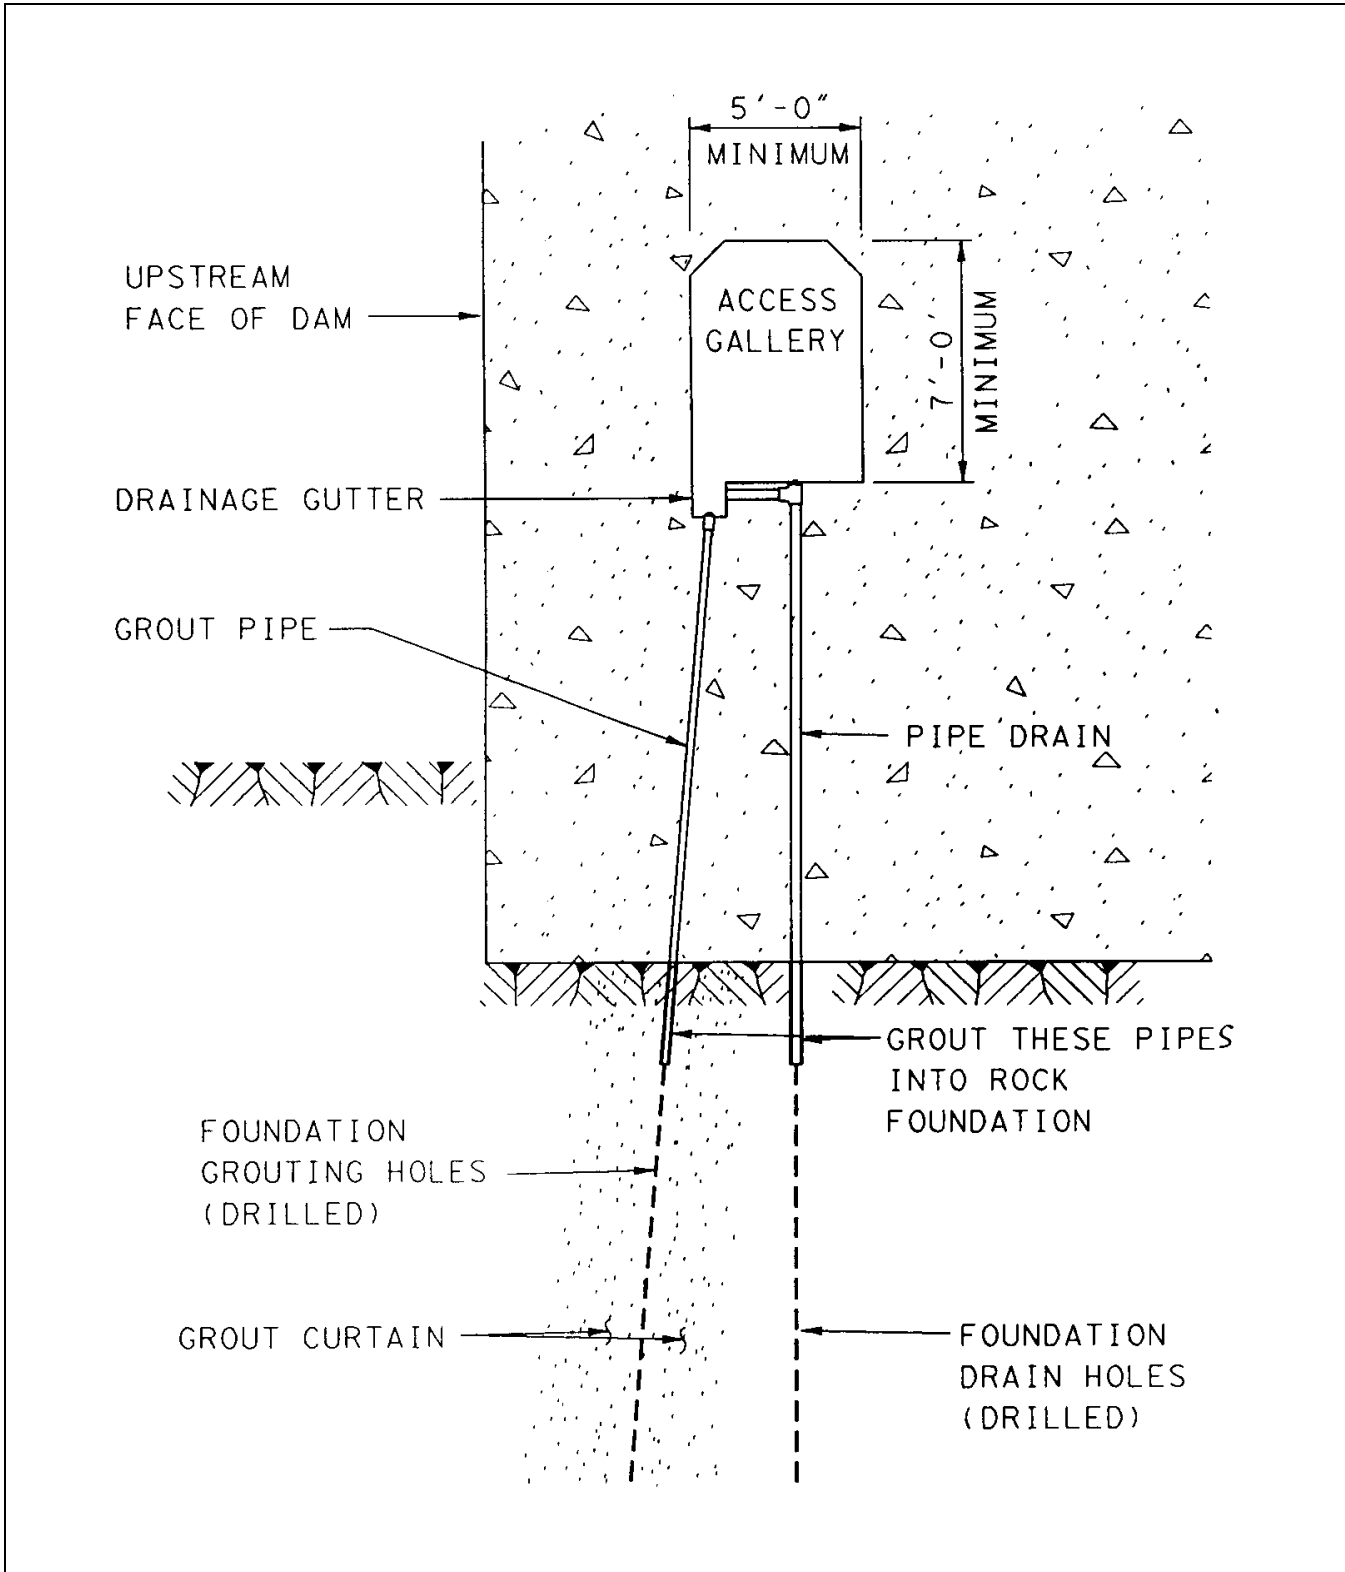 5'-0"
MINIMUM
UPSTREAM
FACE OF DAM
ACCESS
GALLERY
7'-0"
MINIMUM
DRAINAGE GUTTER
GROUT PIPE
PIPE DRAIN
GROUT THESE PIPES
INTO ROCK
FOUNDATION
FOUNDATION
GROUTING HOLES
(DRILLED)
GROUT CURTAIN
FOUNDATION
DRAIN HOLES
(DRILLED)